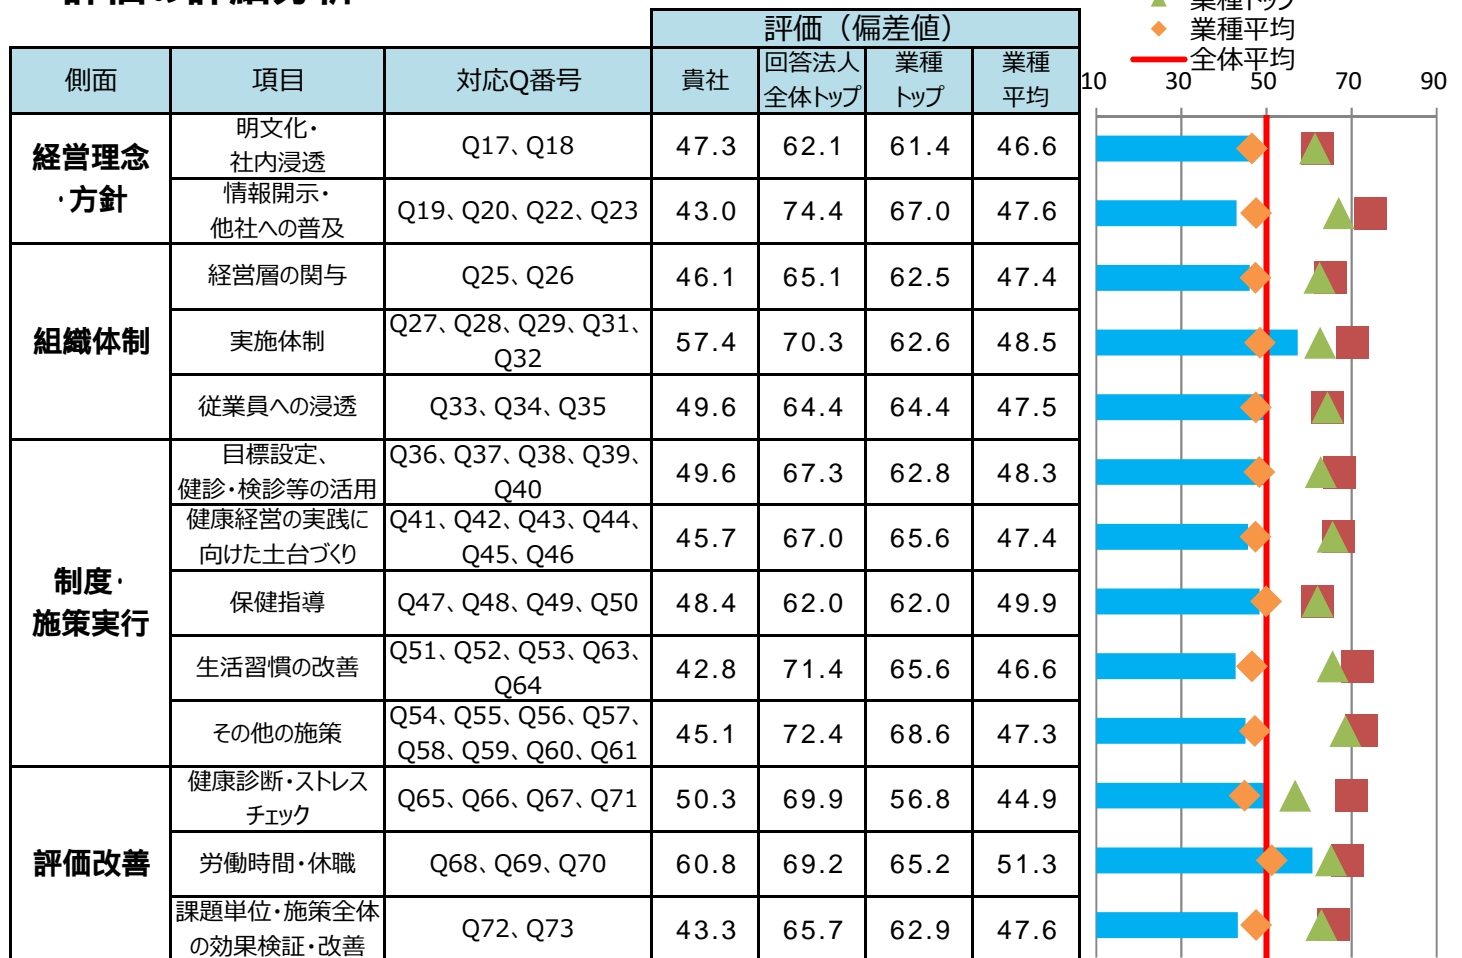 評価の詳細分析
業種トップ
業種平均
全体平均
評価（偏差値）
側面 項目 対応Q番号 貴社 回答法人 業種 業種
全体トップ トップ 平均
10 30 50 70 90
経営理念
・方針
明文化・
社内浸透
Q17、Q18 47.3 62.1 61.4 46.6
情報開示・
他社への普及
Q19、Q20、Q22、Q23 43.0 74.4 67.0 47.6
組織体制
経営層の関与 Q25、Q26 46.1 65.1 62.5 47.4
実施体制
Q27、Q28、Q29、Q31、
Q32
57.4 70.3 62.6 48.5
従業員への浸透 Q33、Q34、Q35 49.6 64.4 64.4 47.5
制度・
施策実行
目標設定、
健診・検診等の活用
Q36、Q37、Q38、Q39、
Q40
49.6 67.3 62.8 48.3
健康経営の実践に
向けた土台づくり
Q41、Q42、Q43、Q44、
Q45、Q46
45.7 67.0 65.6 47.4
保健指導 Q47、Q48、Q49、Q50 48.4 62.0 62.0 49.9
生活習慣の改善
Q51、Q52、Q53、Q63、
Q64
42.8 71.4 65.6 46.6
その他の施策
Q54、Q55、Q56、Q57、
Q58、Q59、Q60、Q61
45.1 72.4 68.6 47.3
評価改善
健康診断・ストレス
チェック
Q65、Q66、Q67、Q71 50.3 69.9 56.8 44.9
労働時間・休職 Q68、Q69、Q70 60.8 69.2 65.2 51.3
課題単位・施策全体
の効果検証・改善
Q72、Q73 43.3 65.7 62.9 47.6